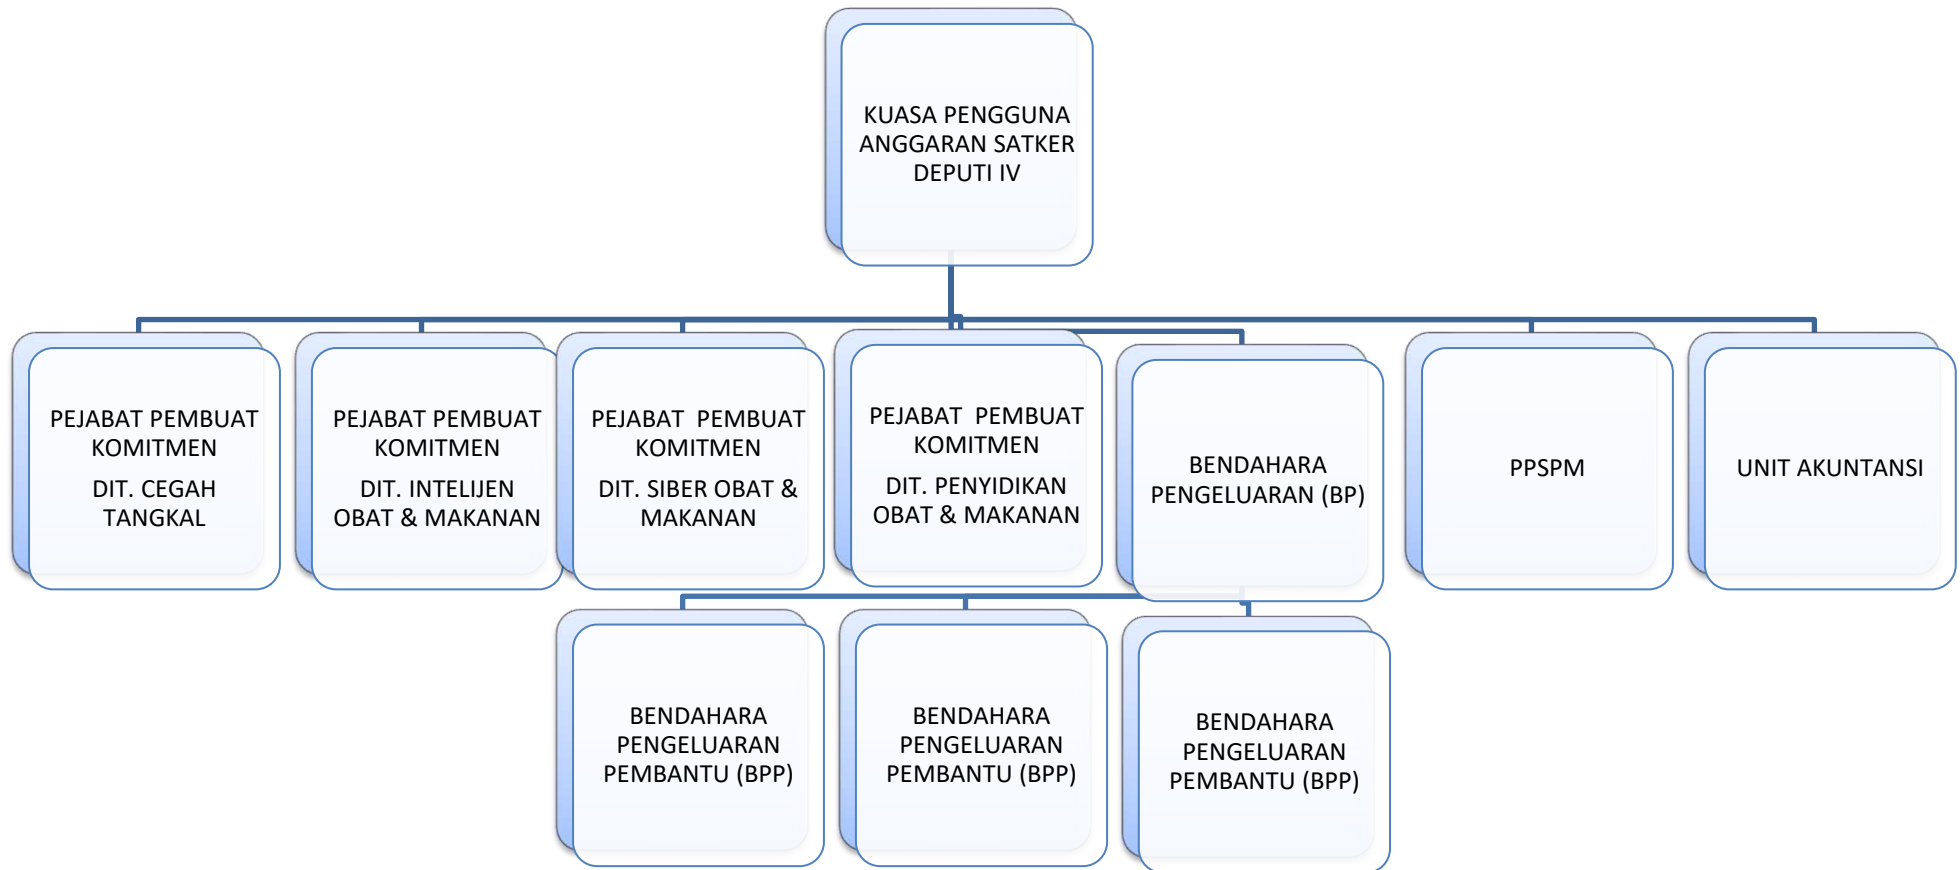 KUASA PENGGUNA
ANGGARAN SATKER
DEPUTI IV
PEJABAT PEMBUAT
KOMITMEN
DIT. CEGAH
TANGKAL
PEJABAT PEMBUAT
KOMITMEN
DIT. INTELIJEN
OBAT & MAKANAN
PEJABAT PEMBUAT
KOMITMEN
DIT. SIBER OBAT &
MAKANAN
PEJABAT PEMBUAT
KOMITMEN
DIT. PENYIDIKAN
OBAT & MAKANAN
BENDAHARA
PENGELUARAN (BP)
PPSPM
UNIT AKUNTANSI
BENDAHARA
PENGELUARAN
PEMBANTU (BPP)
BENDAHARA
PENGELUARAN
PEMBANTU (BPP)
BENDAHARA
PENGELUARAN
PEMBANTU (BPP)